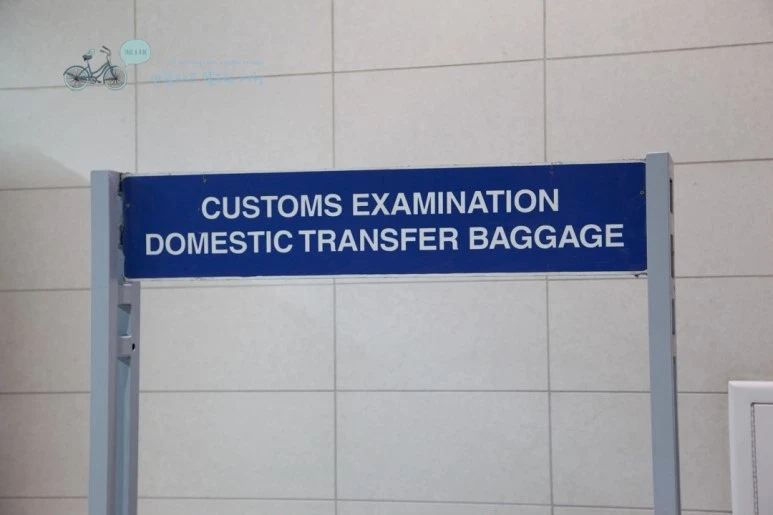 CUSTOMS EXAMINATION
DOMESTIC TRANSFER BAGGAGE